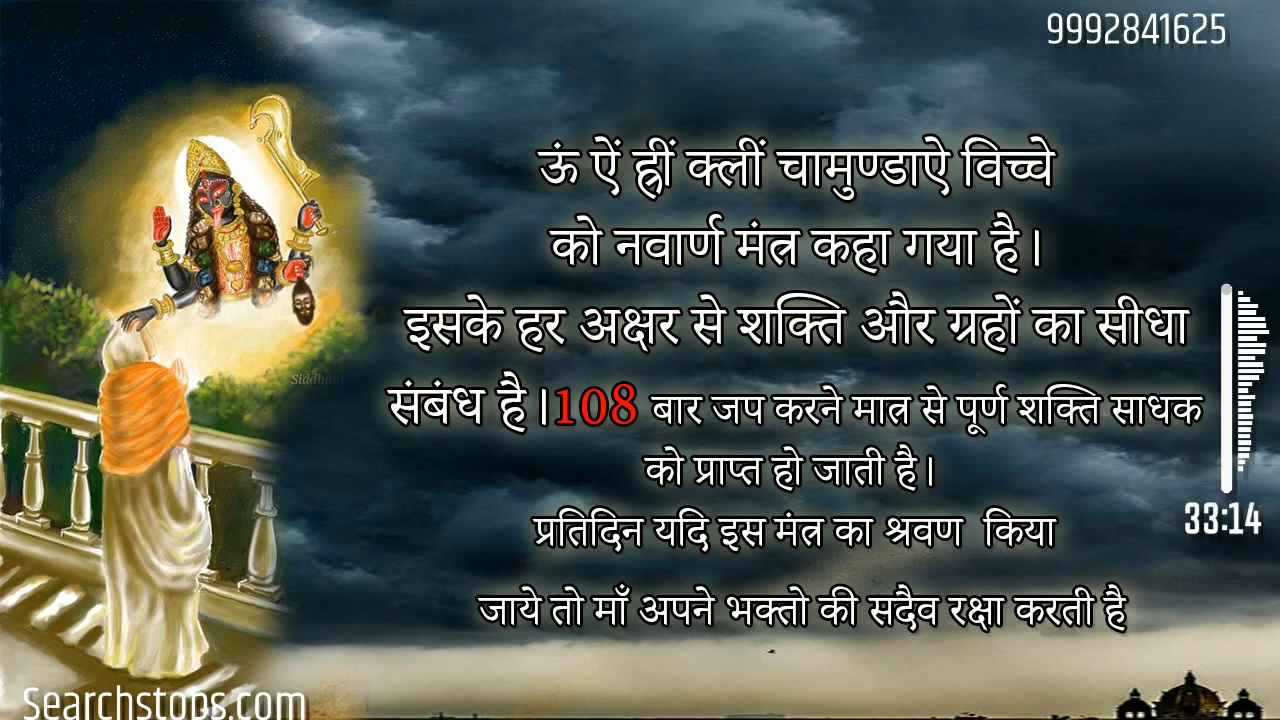 9992841625
ऊं ऐं ह्रीं क्लीं चामुण्डाऐ विच्चे
को नवार्ण मंत्र कहा गया है।
इसके हर अक्षर से शक्ति और ग्रहों का सीधा
संबंध है।108 बार जप करने मात्र से पूर्ण शक्ति साधक
को प्राप्त हो जाती है।
प्रतिदिन यदि इस मंत्र का श्रवण किया
जाये तो माँ अपने भक्तो की सदैव रक्षा करती है
33:14
Searchstops.com